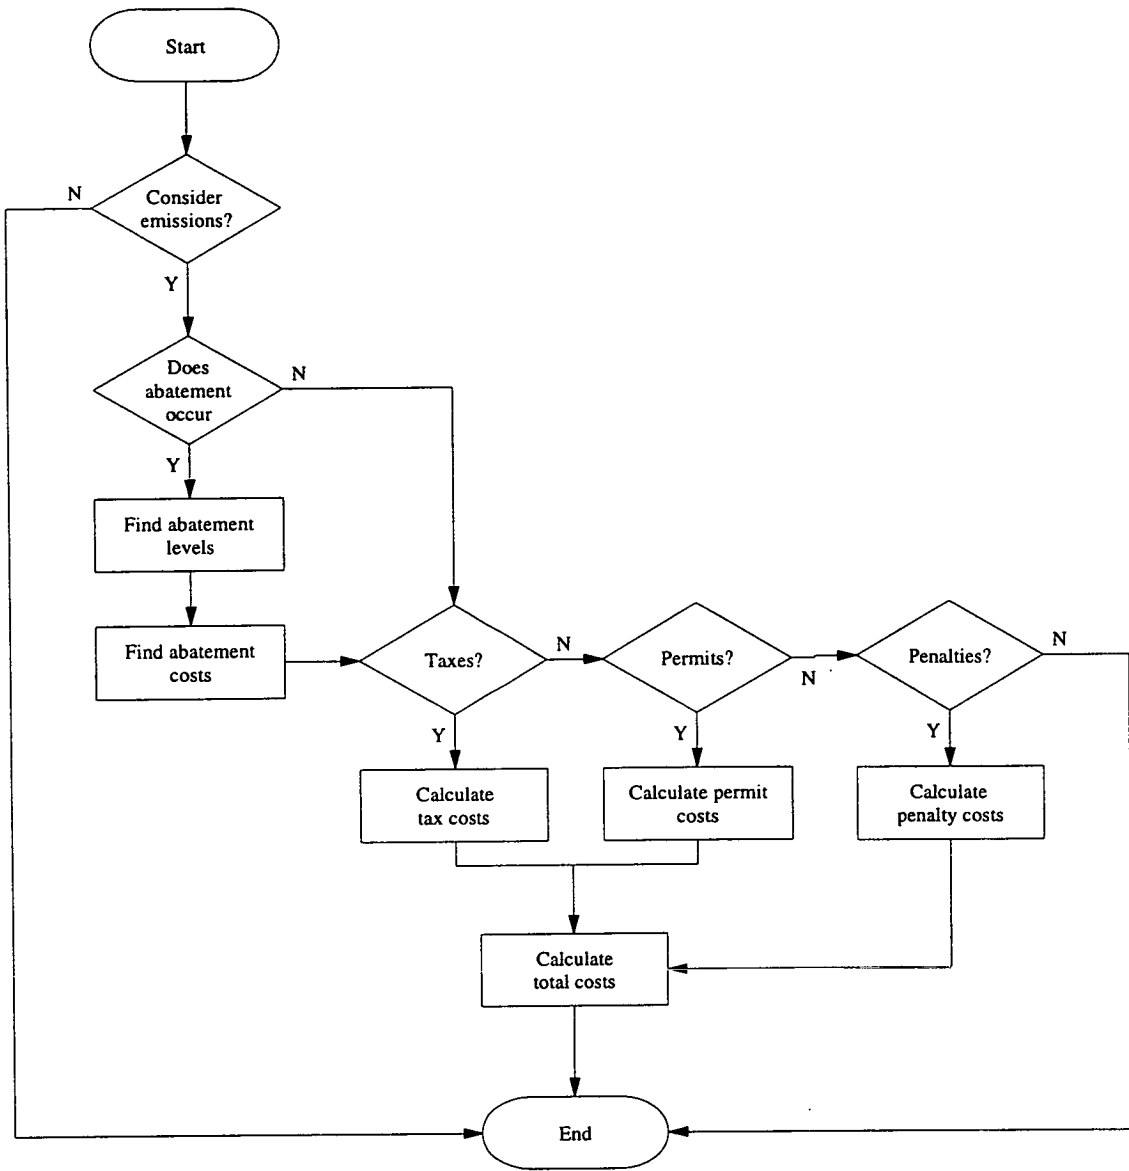 Start
N
Consider
emissions?
Y
Does
abatement
occur
N
Y
Find abatement
levels
Find abatement
costs
Taxes?
N
Permits?
N
Penalties?
N
Y
Y
Y
Calculate
tax costs
Calculate permit
costs
Calculate
penalty costs
Calculate
total costs
End